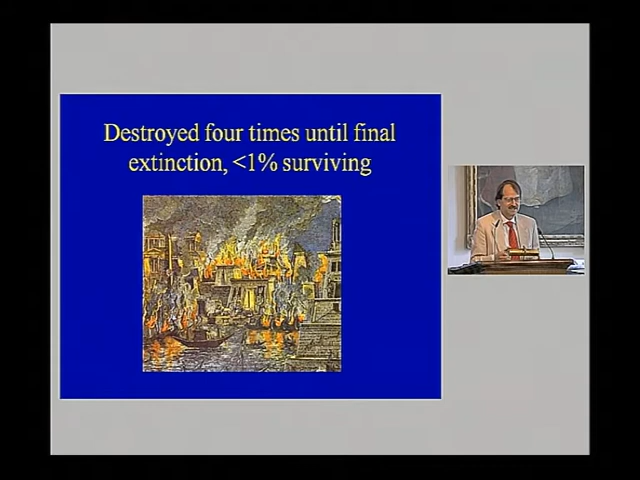 Destroyed four times until final
extinction, <1% surviving